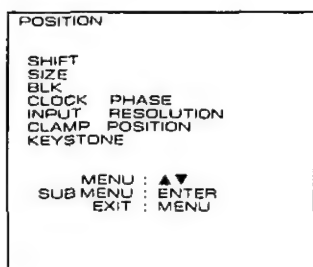 POSITION
SHIFT
SIZE
BLK
CLOCK PHASE
INPUT RESOLUTION
CLAMP POSITION
KEYSTONE
MENU : ▲▼
SUB MENU : ENTER
EXIT : MENU